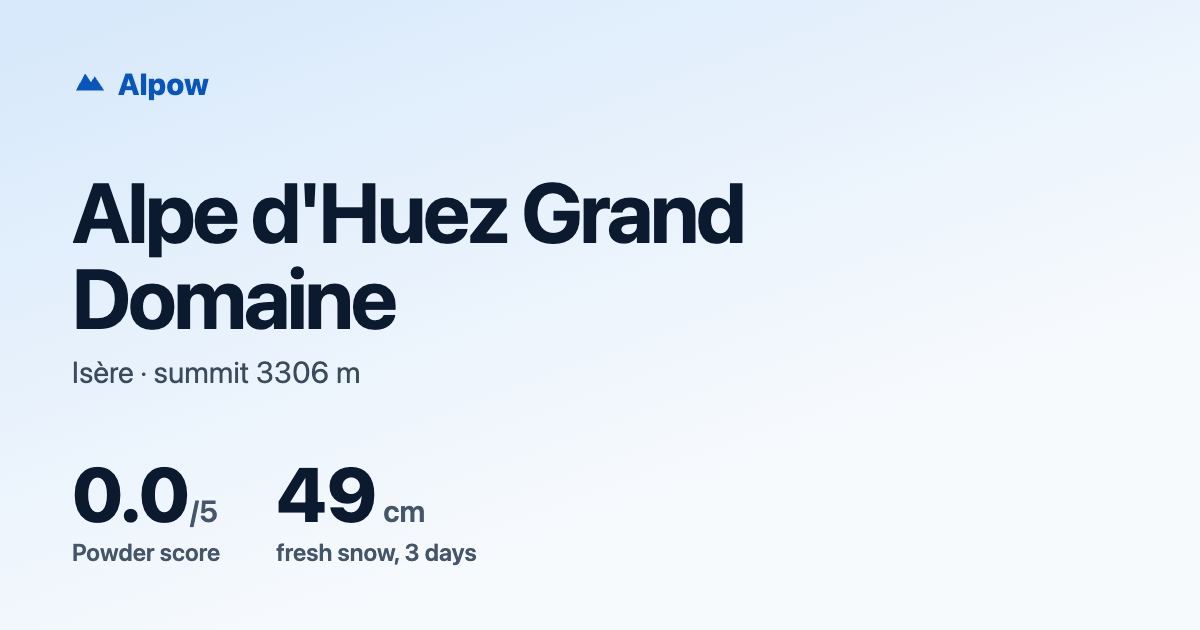 Alpow
Alpe d'Huez Grand
Domaine
Isère · summit 3306 m
0.0/5 49 cm
Powder score fresh snow, 3 days